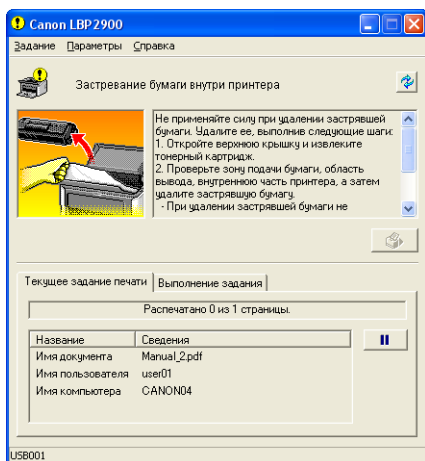 Canon LBP2900
Задание Параметры Справка
Застревание бумаги внутри принтера
Не применяйте силу при удалении застрявшей
бумаги. Удалите ее, выполнив следующие шаги:
1. Откройте верхнюю крышку и извлеките
тонерный картридж.
2. Проверьте зону подачи бумаги, область
вывода, внутреннюю часть принтера, а затем
удалите застрявшую бумагу.
- При удалении застрявшей бумаги не
Текущее задание печати Выполнение задания
Распечатано 0 из 1 страницы.
Название Сведения
Имя документа Manual_2.pdf
Имя пользователя user01
Имя компьютера CANON04
USB001